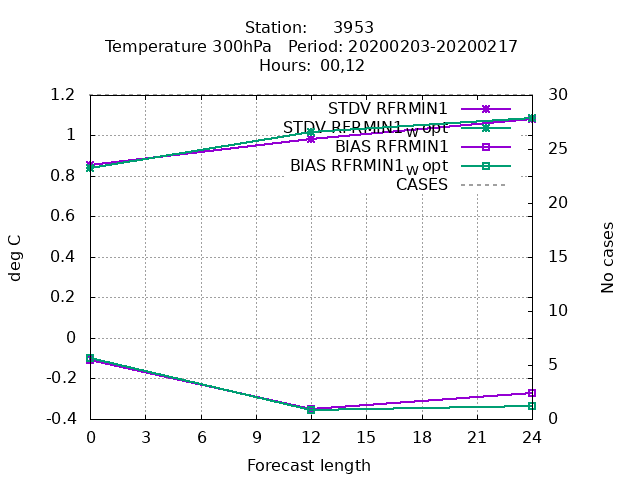 Station: 3953
Temperature 300hPa Period: 20200203-20200217
Hours: 00,12
1.2
1
0.8
0.6
0.4
0.2
0
-0.2
-0.4
30
25
20
15
10
5
0
STDV RFRMIN1
STDV RFRMIN1w opt
BIAS RFRMIN1
BIAS RFRMIN1w opt
CASES
deg C
No cases
0 3 6 9 12 15 18 21 24
Forecast length